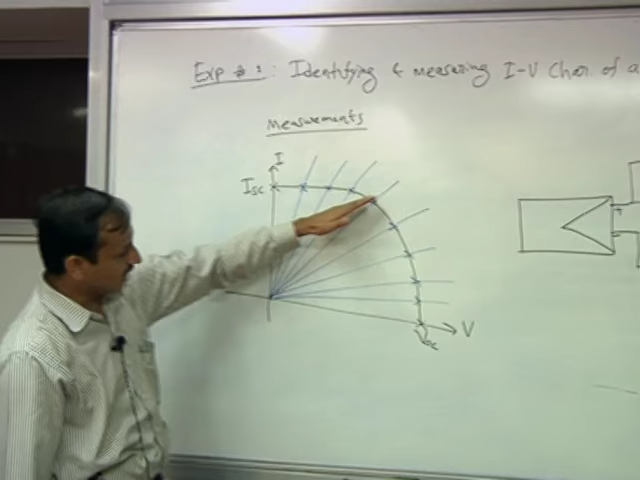 Exp # 1: Identifying & measuring I-V Char of a
Measurements
I
Isc
V
Voc